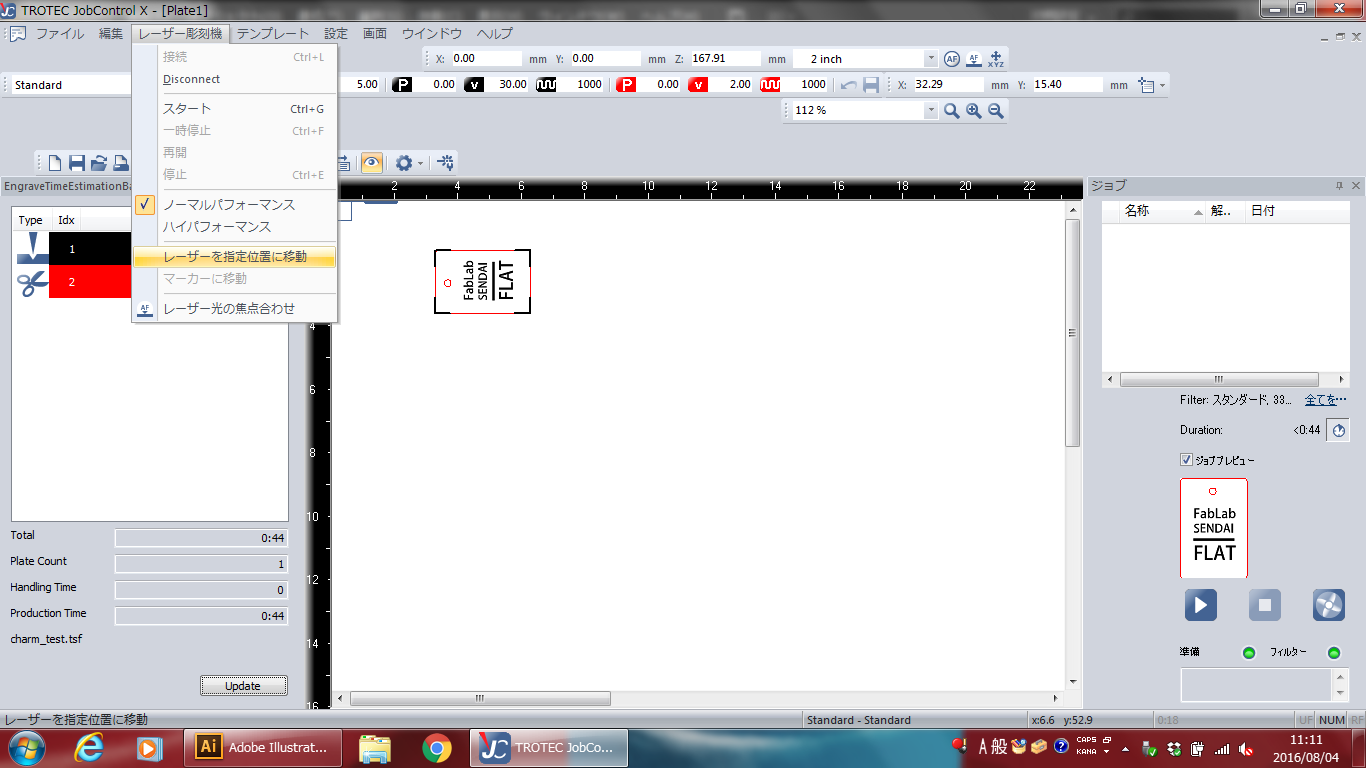 TROTEC JobControl X - [Plate1]
ファイル 編集 レーザー彫刻機 テンプレート 設定 画面 ウインドウ ヘルプ
接続 Ctrl+L
Disconnect
スタート Ctrl+G
一時停止 Ctrl+F
再開
停止 Ctrl+E
ノーマルパフォーマンス
ハイパフォーマンス
レーザーを指定位置に移動
マーカーに移動
レーザー光の焦点合わせ
X: 0.00 mm Y: 0.00 mm Z: 167.91 mm 2 inch
Standard 5.00 P 0.00 v 30.00 1000 P 0.00 v 2.00 1000 X: 32.29 mm Y: 15.40 mm
112 %
EngraveTimeEstimationBa
Type Idx
1
2
2 4 6 8 10 12 14 16 18 20 22
4
6
8
10
12
14
16
FabLab
SENDAI
FLAT
Total 0:44
Plate Count 1
Handling Time 0
Production Time 0:44
charm_test.tsf
Update
ジョブ
名称 解.. 日付
Filter: スタンダード, 33... 全てを...
Duration: <0:44
ジョブプレビュー
FabLab
SENDAI
FLAT
準備 フィルター
レーザーを指定位置に移動 Standard - Standard x:6.6 y:52.9 0:18 UF NUM RF
Ai Adobe Illustrat... TROTEC JobCo... A 般 CAPS KANA 11:11
2016/08/04